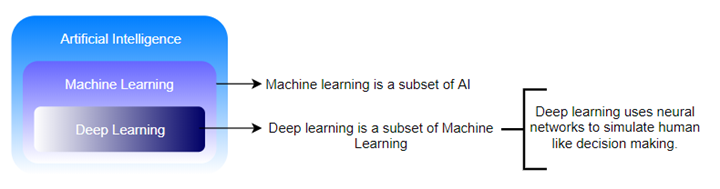 Artificial Intelligence
Machine Learning
Machine learning is a subset of AI
Deep Learning
Deep learning is a subset of Machine
Learning
Deep learning uses neural
networks to simulate human
like decision making.